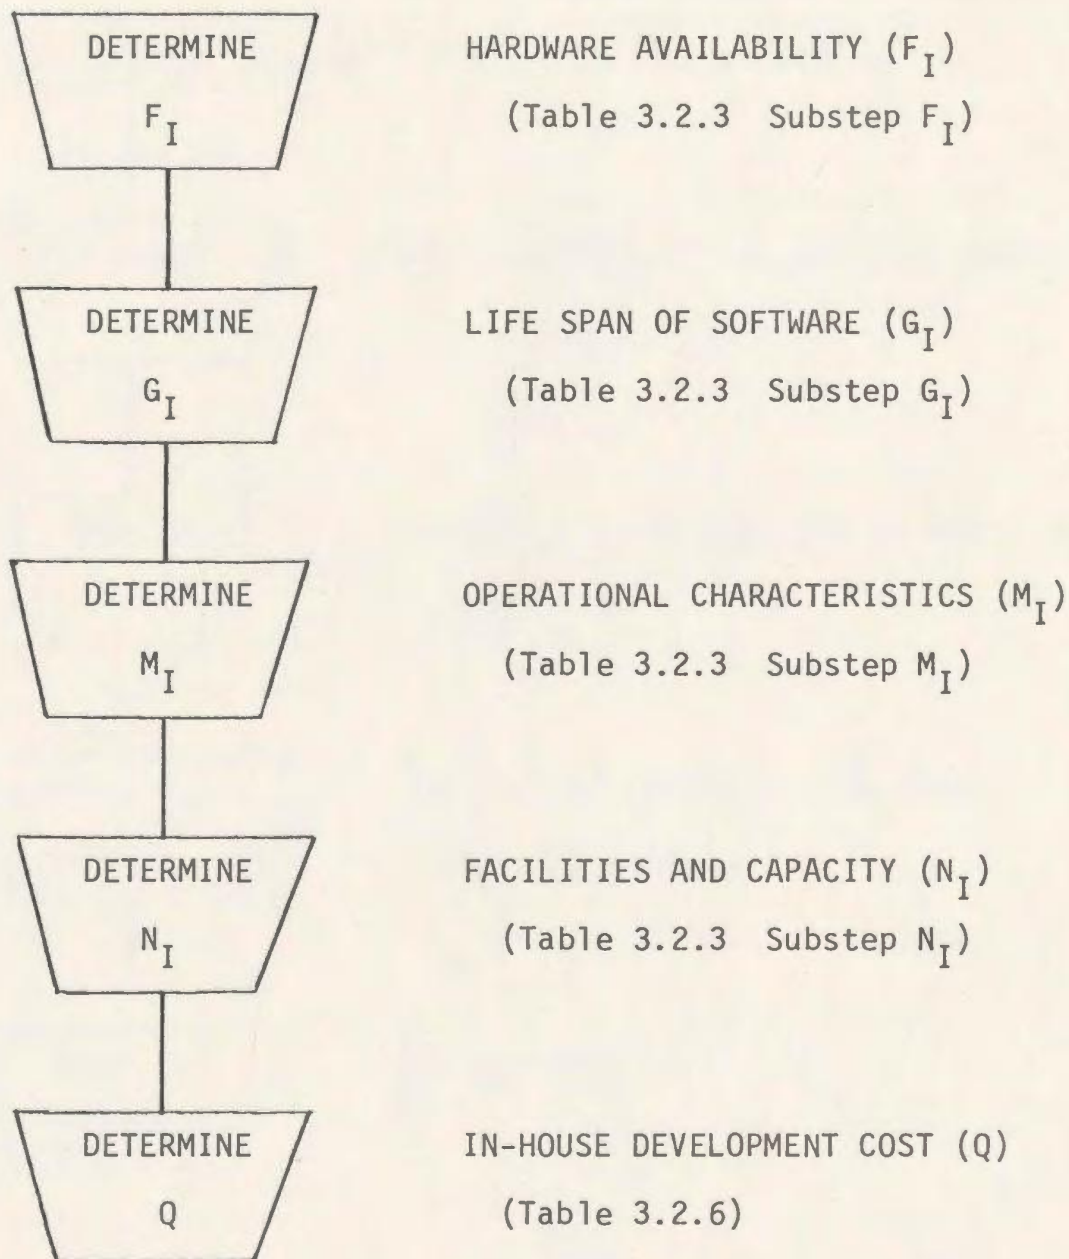 DETERMINE
F_I
HARDWARE AVAILABILITY (F_I)
(Table 3.2.3 Substep F_I)
DETERMINE
G_I
LIFE SPAN OF SOFTWARE (G_I)
(Table 3.2.3 Substep G_I)
DETERMINE
M_I
OPERATIONAL CHARACTERISTICS (M_I)
(Table 3.2.3 Substep M_I)
DETERMINE
N_I
FACILITIES AND CAPACITY (N_I)
(Table 3.2.3 Substep N_I)
DETERMINE
Q
IN-HOUSE DEVELOPMENT COST (Q)
(Table 3.2.6)